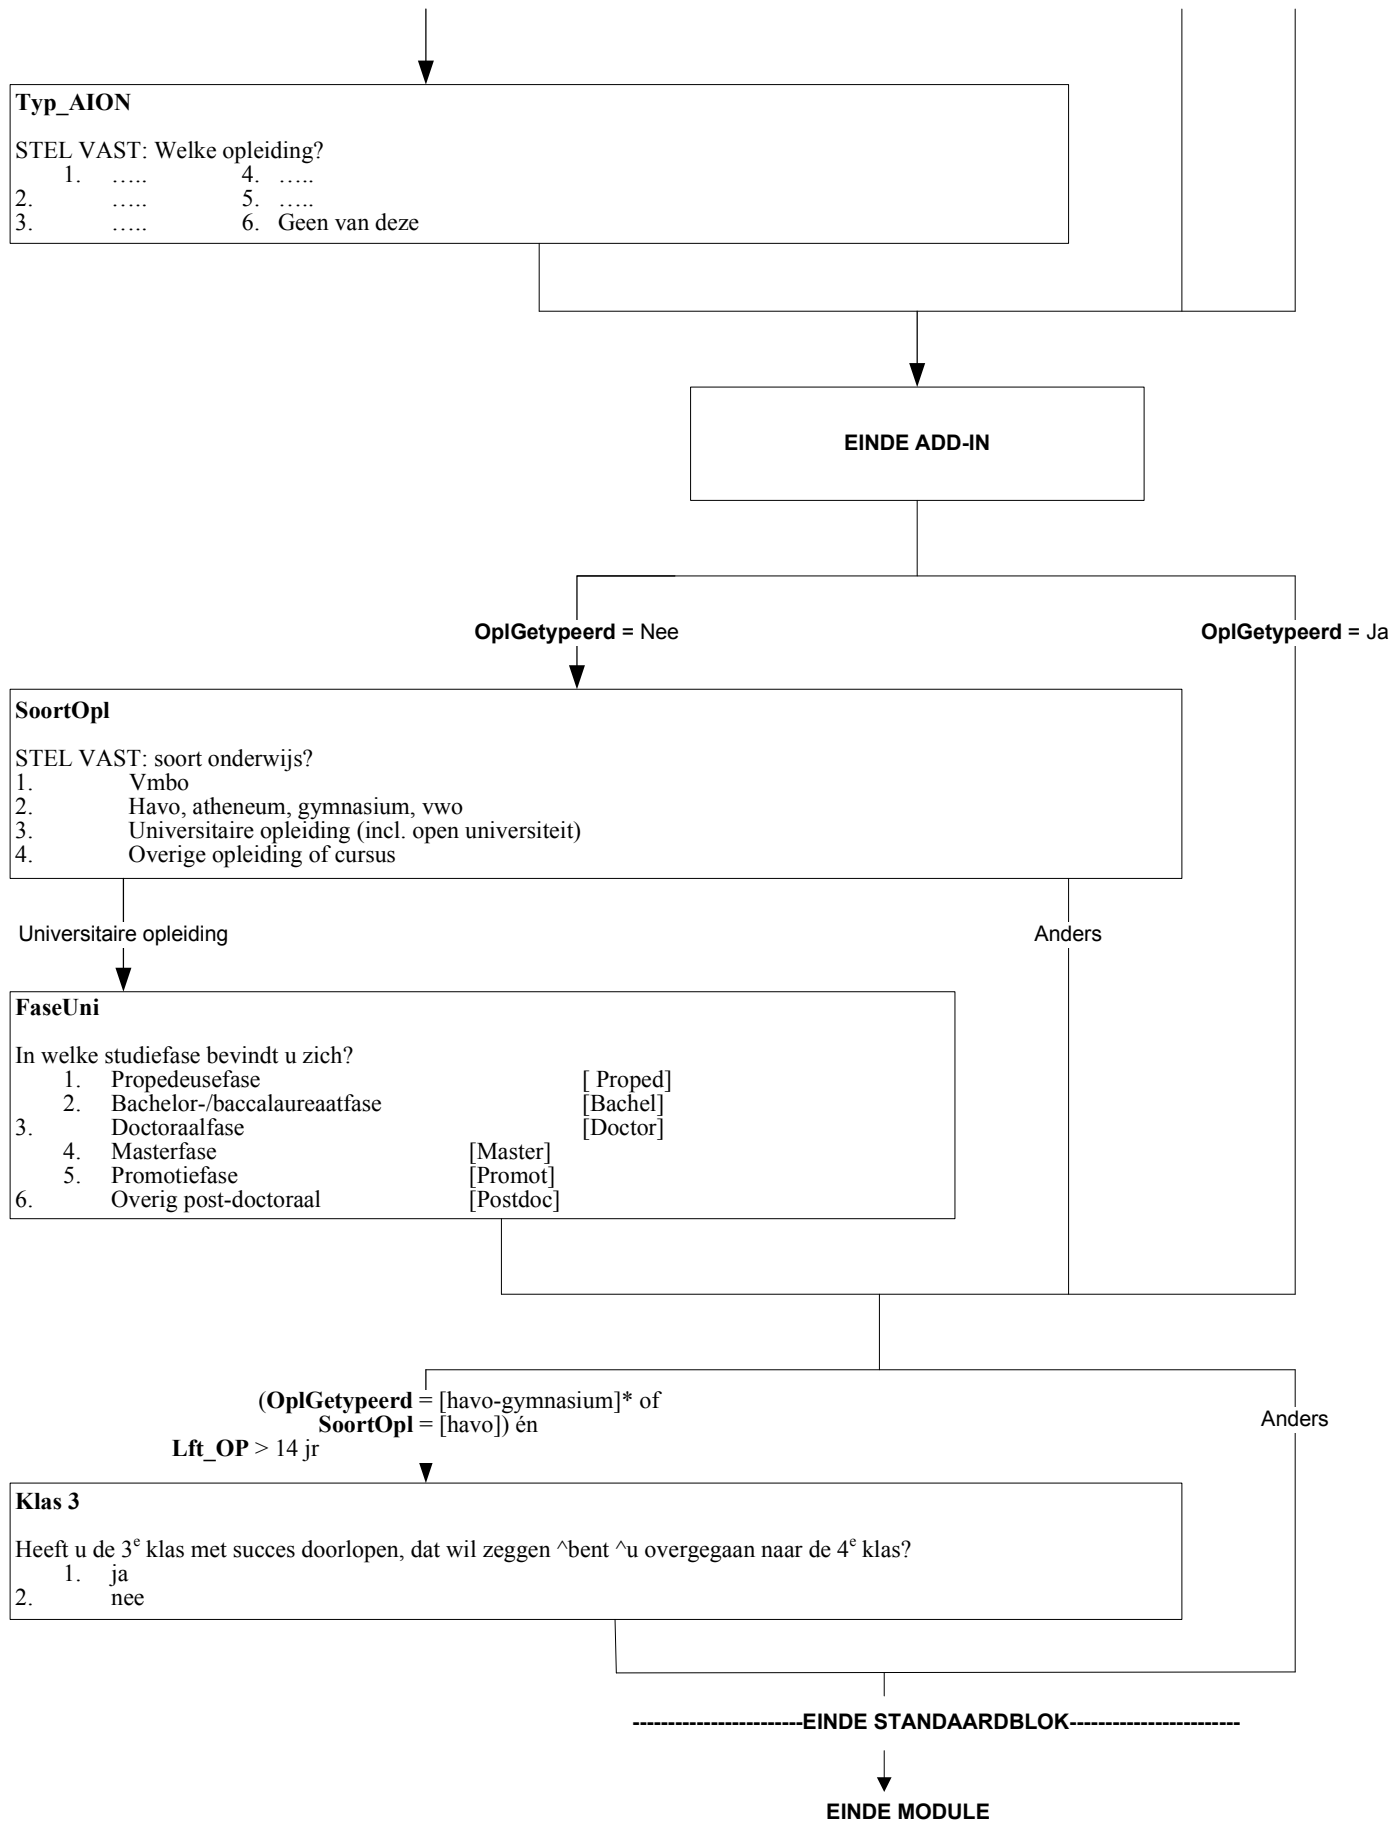 Typ_AION
STEL VAST: Welke opleiding?
1. ….. 4. …..
2. ….. 5. …..
3. ….. 6. Geen van deze
EINDE ADD-IN
OplGetypeerd = Nee
OplGetypeerd = Ja
SoortOpl
STEL VAST: soort onderwijs?
1. Vmbo
2. Havo, atheneum, gymnasium, vwo
3. Universitaire opleiding (incl. open universiteit)
4. Overige opleiding of cursus
Universitaire opleiding
Anders
FaseUni
In welke studiefase bevindt u zich?
1. Propedeusefase [ Proped]
2. Bachelor-/baccalaureaatfase [Bachel]
3. Doctoraalfase [Doctor]
4. Masterfase [Master]
5. Promotiefase [Promot]
6. Overig post-doctoraal [Postdoc]
(OplGetypeerd = [havo-gymnasium]* of
SoortOpl = [havo]) én
Lft_OP > 14 jr
Anders
Klas 3
Heeft u de 3e klas met succes doorlopen, dat wil zeggen ^bent ^u overgegaan naar de 4e klas?
1. ja
2. nee
------------------------EINDE STANDAARDBLOK------------------------
EINDE MODULE